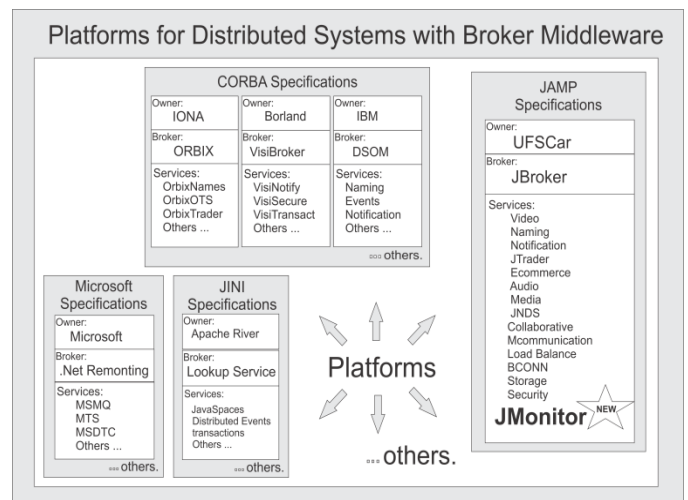 Platforms for Distributed Systems with Broker Middleware
CORBA Specifications
Owner:
IONA
Broker:
ORBIX
Services:
OrbixNames
OrbixOTS
OrbixTrader
Others ...
Owner:
Borland
Broker:
VisiBroker
Services:
VisiNotify
VisiSecure
VisiTransact
Others ...
Owner:
IBM
Broker:
DSOM
Services:
Naming
Events
Notification
Others ...
... others.
JAMP
Specifications
Owner:
UFSCar
Broker:
JBroker
Services:
Video
Naming
Notification
JTrader
Ecommerce
Audio
Media
JNDS
Collaborative
Mcommunication
Load Balance
BCONN
Storage
Security
JMonitor
NEW
Microsoft
Specifications
Owner:
Microsoft
Broker:
.Net Remonting
Services:
MSMQ
MTS
MSDTC
Others ...
... others.
JINI
Specifications
Owner:
Apache River
Broker:
Lookup Service
Services:
JavaSpaces
Distributed Events
transactions
Others ...
... others.
Platforms
... others.